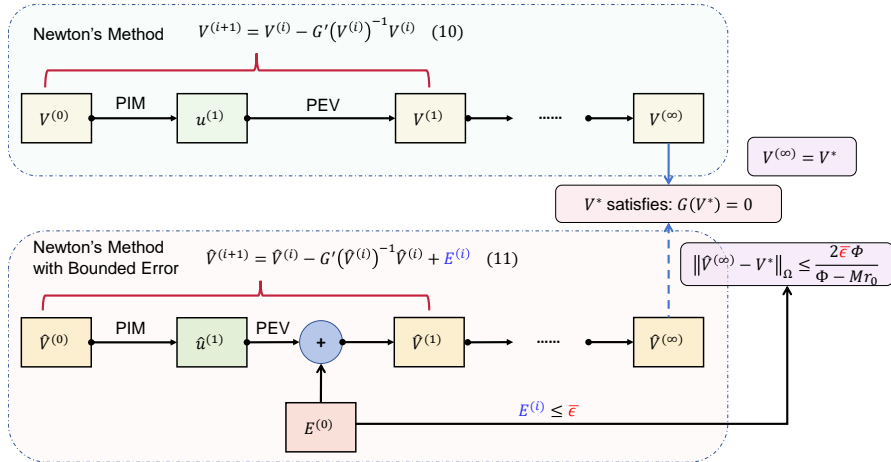 Newton's Method V^{(i+1)} = V^{(i)} − G′(V^{(i)})^{−1}V^{(i)} (10)
V^{(0)} PIM u^{(1)} PEV V^{(1)} ...... V^{(∞)}
V^{(∞)} = V^*
V^* satisfies: G(V^*) = 0
Newton's Method
with Bounded Error
V̂^{(i+1)} = V̂^{(i)} − G′(V̂^{(i)})^{−1}V̂^{(i)} + E^{(i)} (11)
‖V̂^{(∞)} − V^*‖_Ω ≤ 2ϵ̅Φ / (Φ − Mr_0)
V̂^{(0)} PIM û^{(1)} PEV + V̂^{(1)} ...... V̂^{(∞)}
E^{(0)}
E^{(i)} ≤ ϵ̅